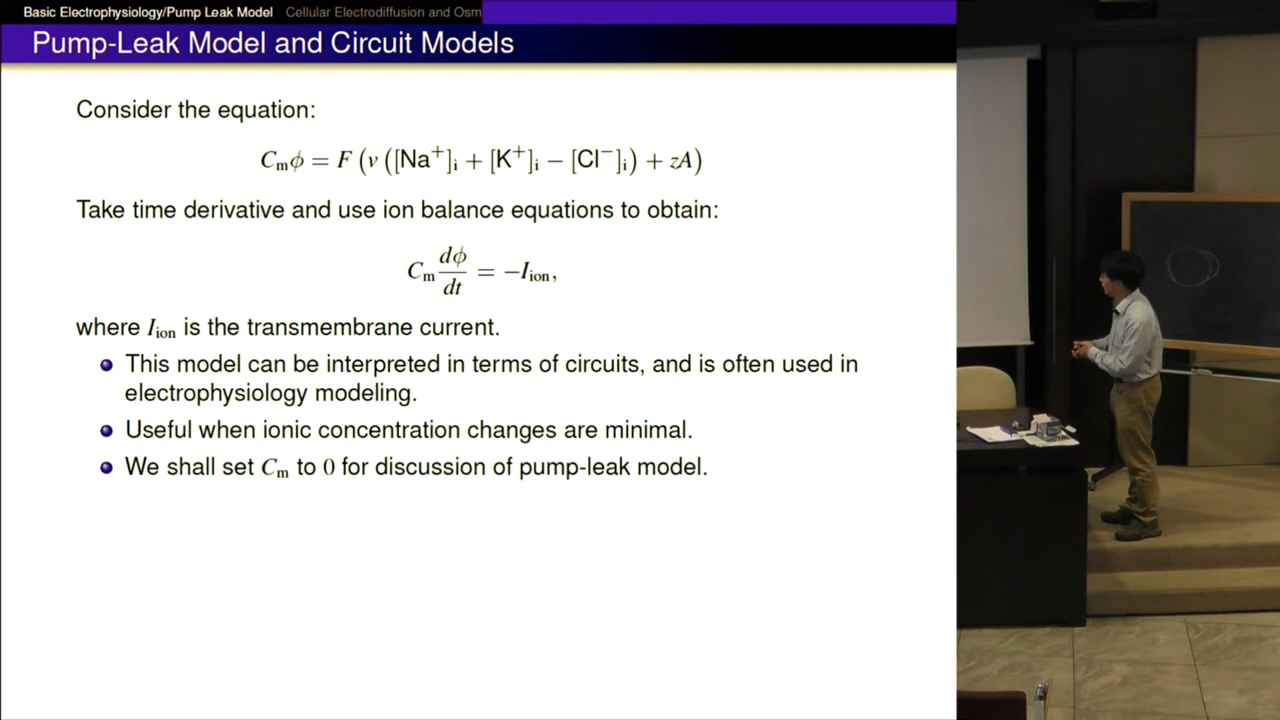 Basic Electrophysiology/Pump Leak Model Cellular Electrodiffusion and Osm
Pump-Leak Model and Circuit Models
Consider the equation:
C_m ϕ = F (v ([Na⁺]_i + [K⁺]_i − [Cl⁻]_i) + zA)
Take time derivative and use ion balance equations to obtain:
C_m dϕ/dt = −I_ion,
where I_ion is the transmembrane current.
This model can be interpreted in terms of circuits, and is often used in
electrophysiology modeling.
Useful when ionic concentration changes are minimal.
We shall set C_m to 0 for discussion of pump-leak model.